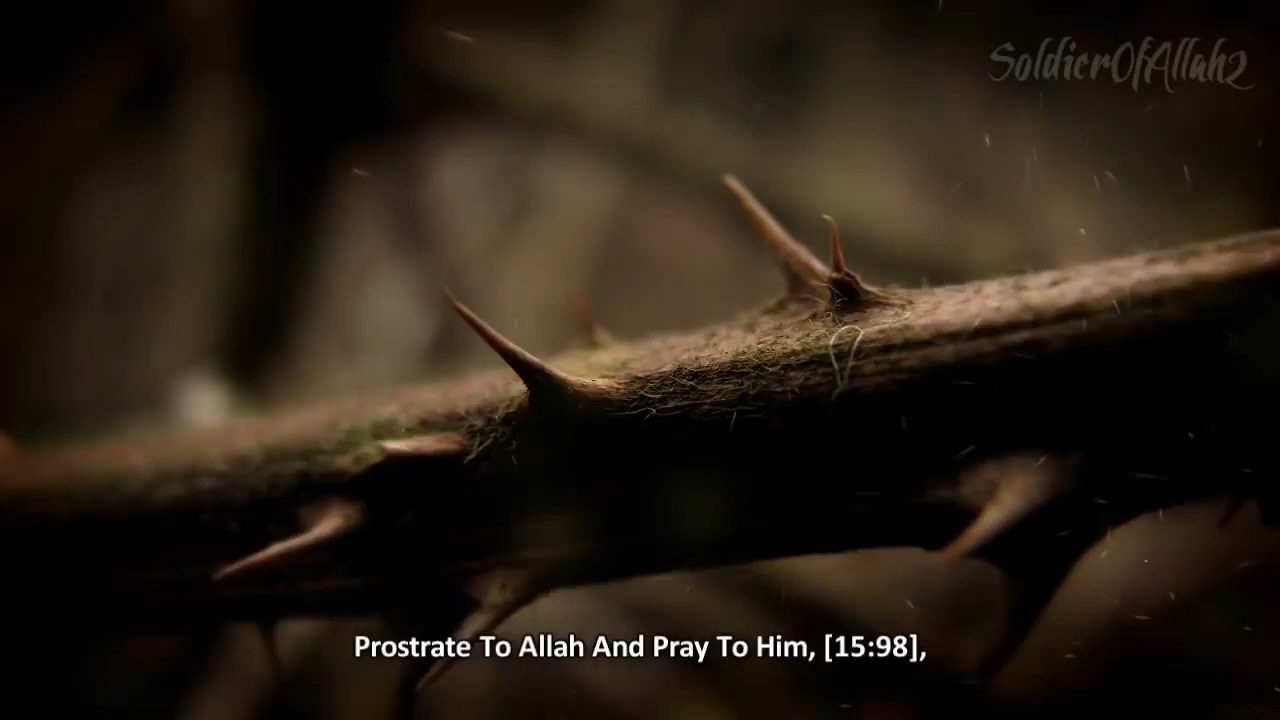 SoldierOfAllah2
Prostrate To Allah And Pray To Him, [15:98],